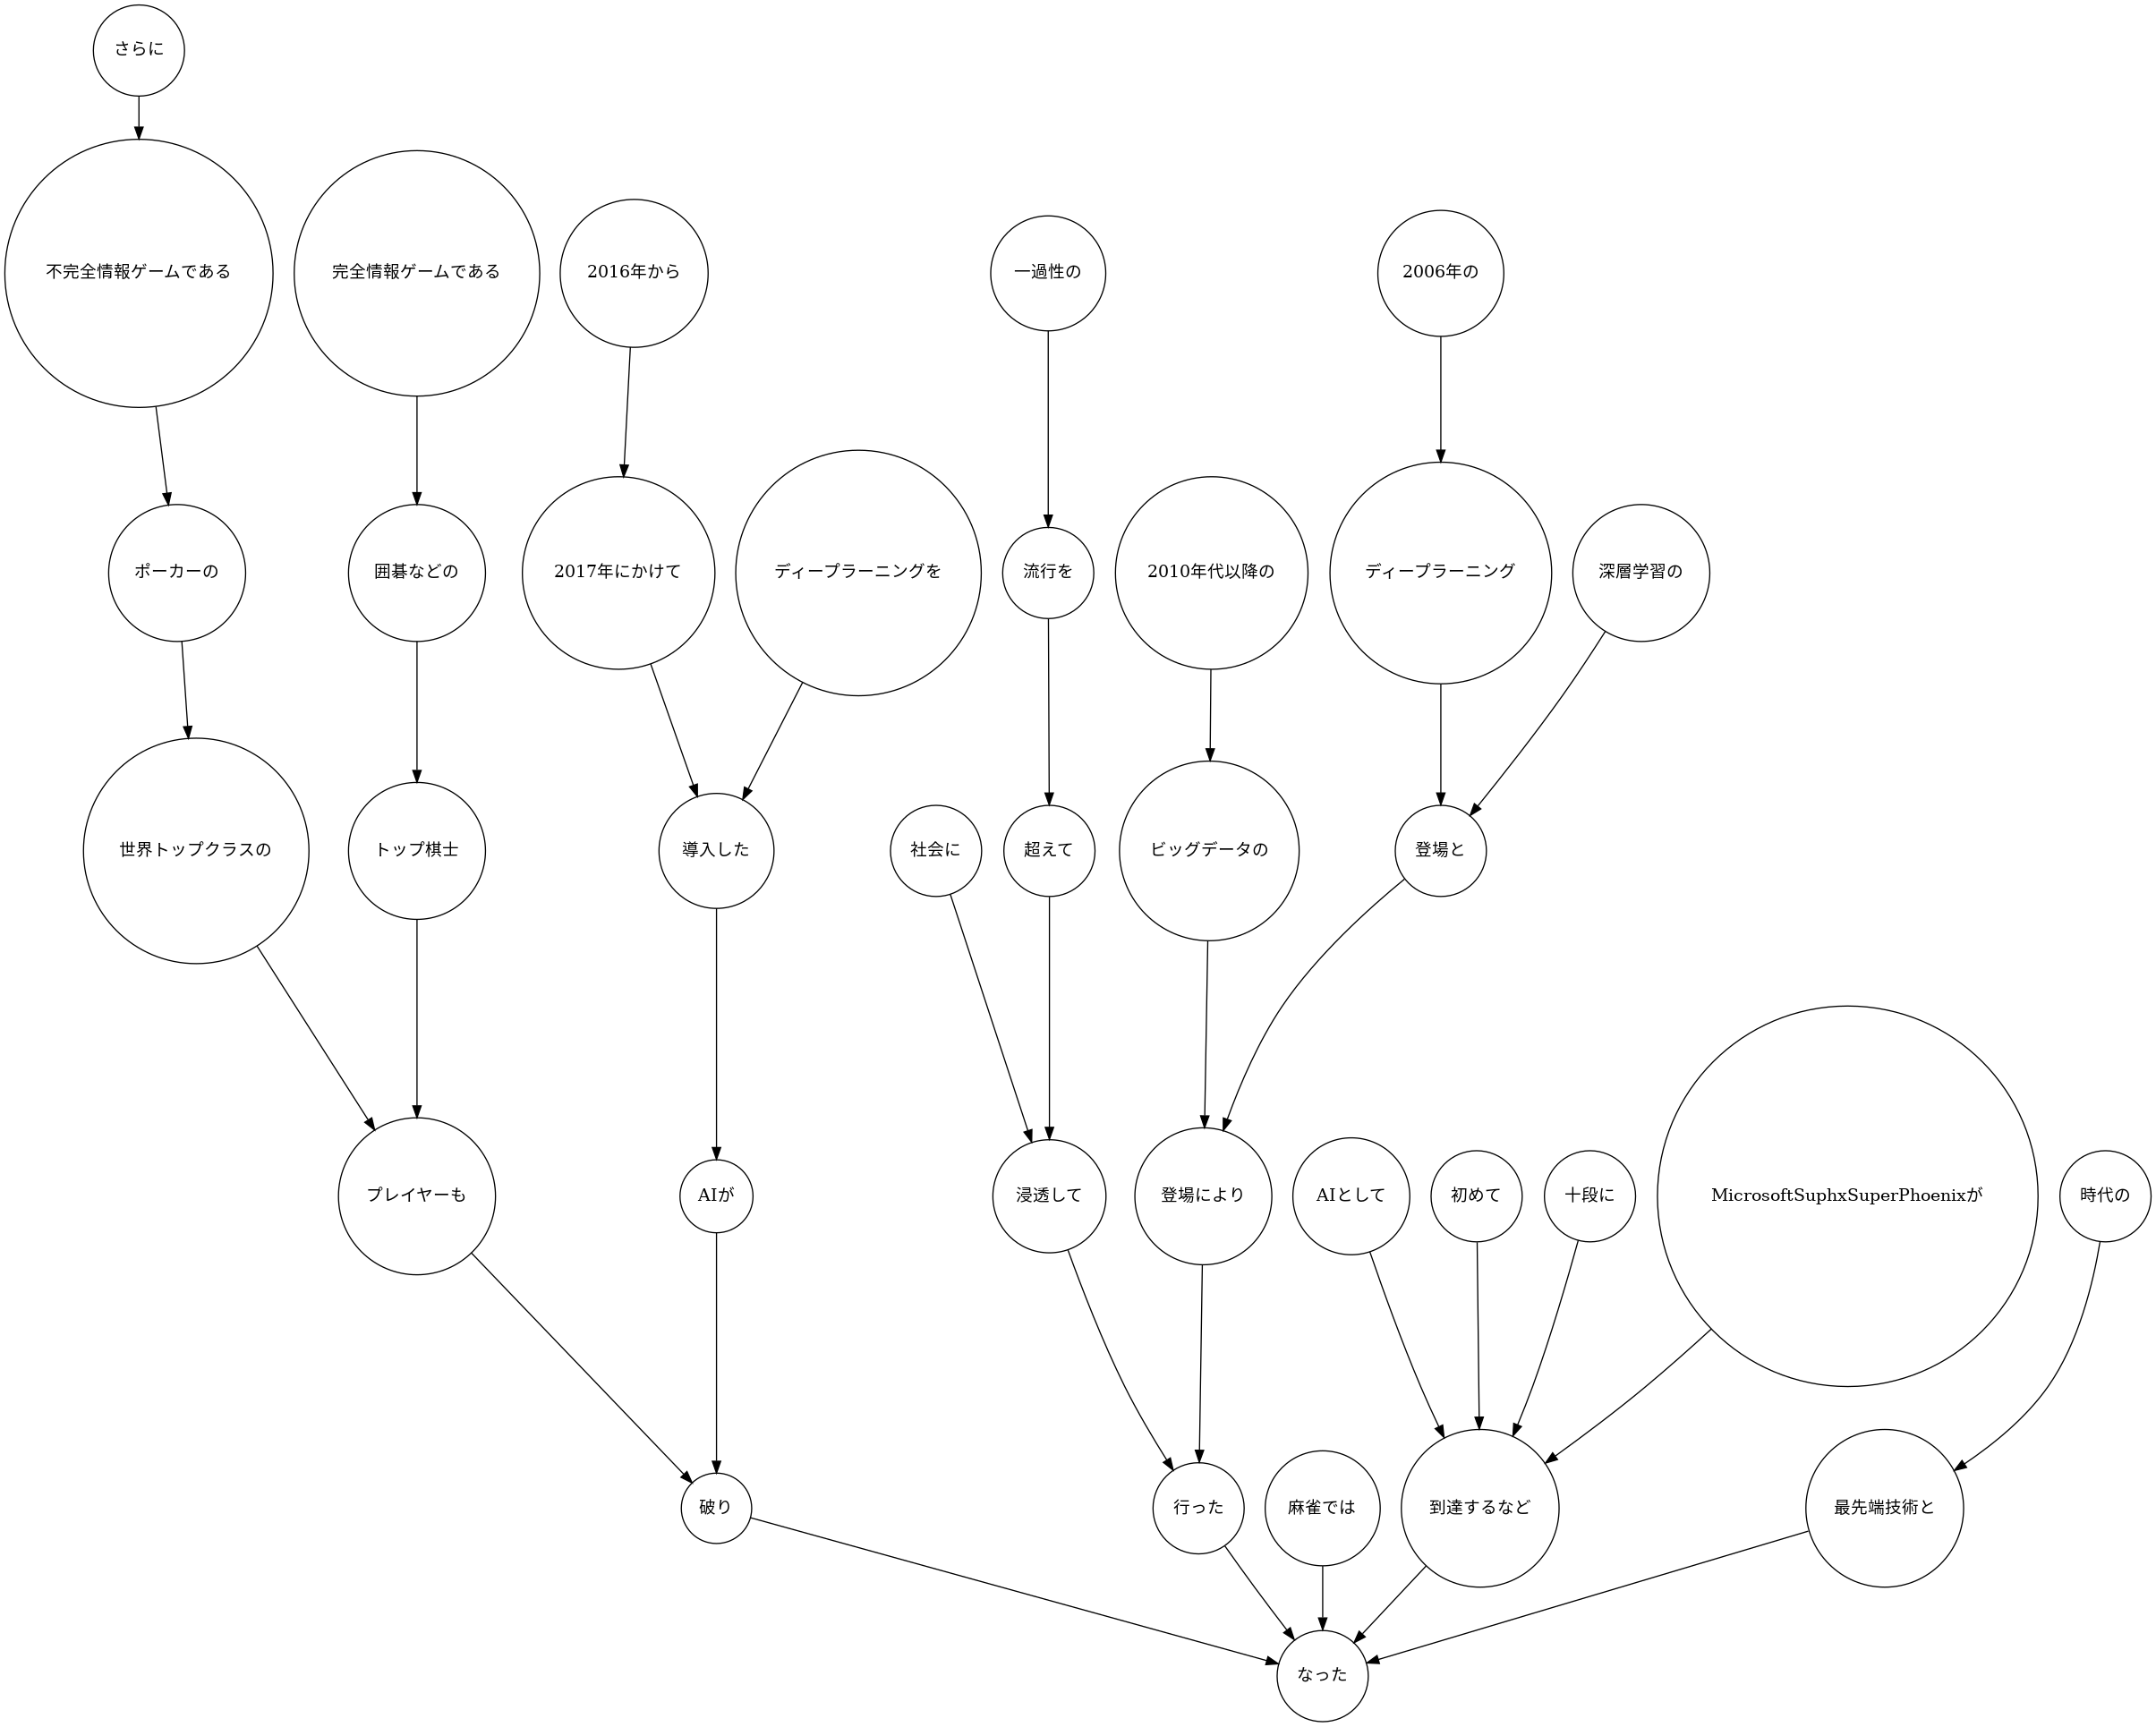 さらに
不完全情報ゲームである
完全情報ゲームである
2016年から
一過性の
2006年の
ポーカーの
囲碁などの
2017年にかけて
ディープラーニングを
流行を
2010年代以降の
ディープラーニング
深層学習の
世界トップクラスの
トップ棋士
導入した
社会に
超えて
ビッグデータの
登場と
プレイヤーも
AIが
浸透して
登場により
AIとして
初めて
十段に
MicrosoftSuphxSuperPhoenixが
時代の
破り
行った
麻雀では
到達するなど
最先端技術と
なった